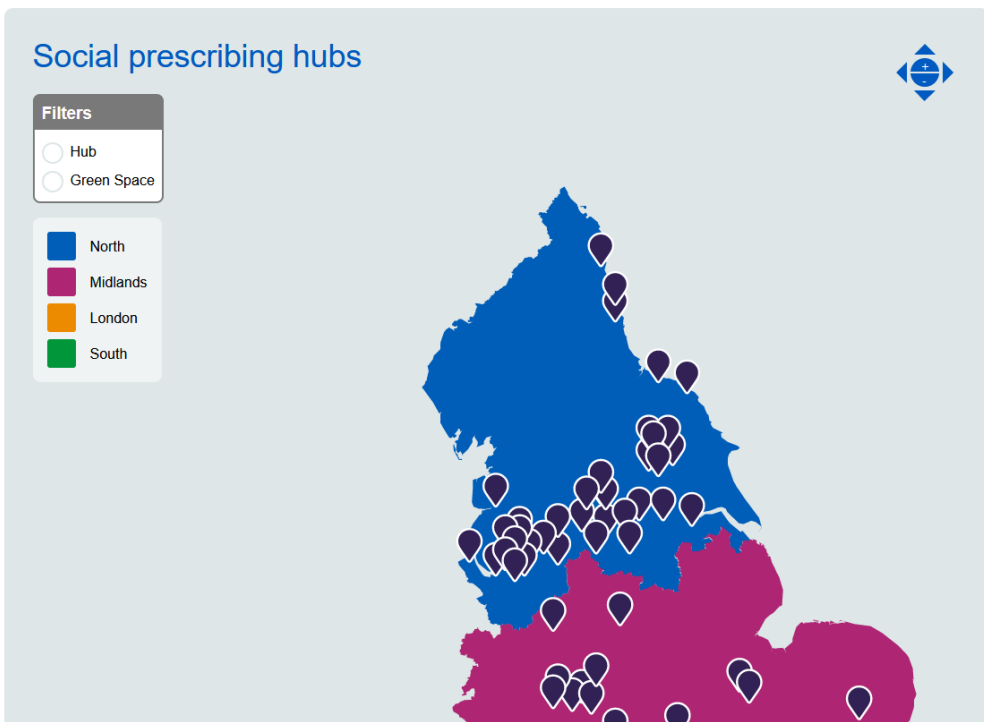 Social prescribing hubs
+
-
Filters
Hub
Green Space
North
Midlands
London
South